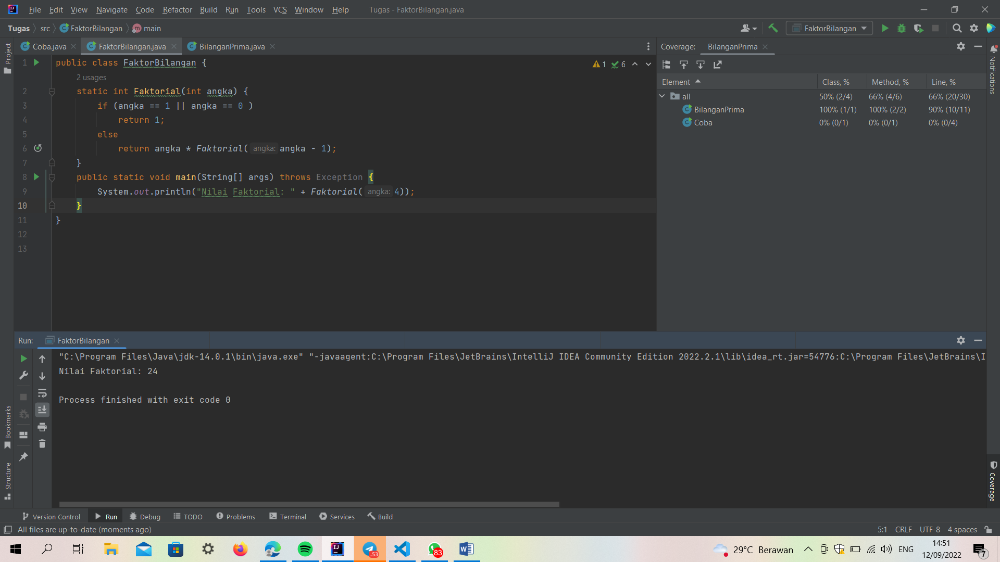 File Edit View Navigate Code Refactor Build Run Tools VCS Window Help Tugas - FaktorBilangan.java
Tugas src FaktorBilangan main
FaktorBilangan
Coba.java FaktorBilangan.java BilanganPrima.java
Coverage: BilanganPrima
Project
Notifications
1 public class FaktorBilangan {
1 6
2 usages
2 static int Faktorial(int angka) {
3 if (angka == 1 || angka == 0 )
4 return 1;
5 else
6 return angka * Faktorial( angka: angka - 1);
7 }
8 public static void main(String[] args) throws Exception {
9 System.out.println("Nilai Faktorial: " + Faktorial( angka: 4));
10 }
11 }
12
13
Element Class, % Method, % Line, %
all 50% (2/4) 66% (4/6) 66% (20/30)
BilanganPrima 100% (1/1) 100% (2/2) 90% (10/11)
Coba 0% (0/1) 0% (0/1) 0% (0/4)
Run: FaktorBilangan
"C:\Program Files\Java\jdk-14.0.1\bin\java.exe" "-javaagent:C:\Program Files\JetBrains\IntelliJ IDEA Community Edition 2022.2.1\lib\idea_rt.jar=54776:C:\Program Files\JetBrains\I
Nilai Faktorial: 24
Process finished with exit code 0
Bookmarks
Structure
Coverage
Version Control Run Debug TODO Problems Terminal Services Build
All files are up-to-date (moments ago)
5:1 CRLF UTF-8 4 spaces
IJ
..53
83
W
29°C Berawan
ENG
14:51
12/09/2022
7